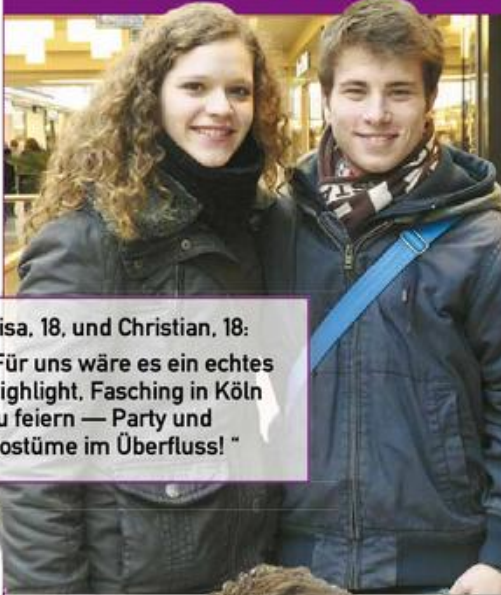 isa, 18, und Christian, 18:
Für uns wäre es ein echtes
ighlight, Fasching in Köln
u feiern — Party und
ostüme im Überfluss! “